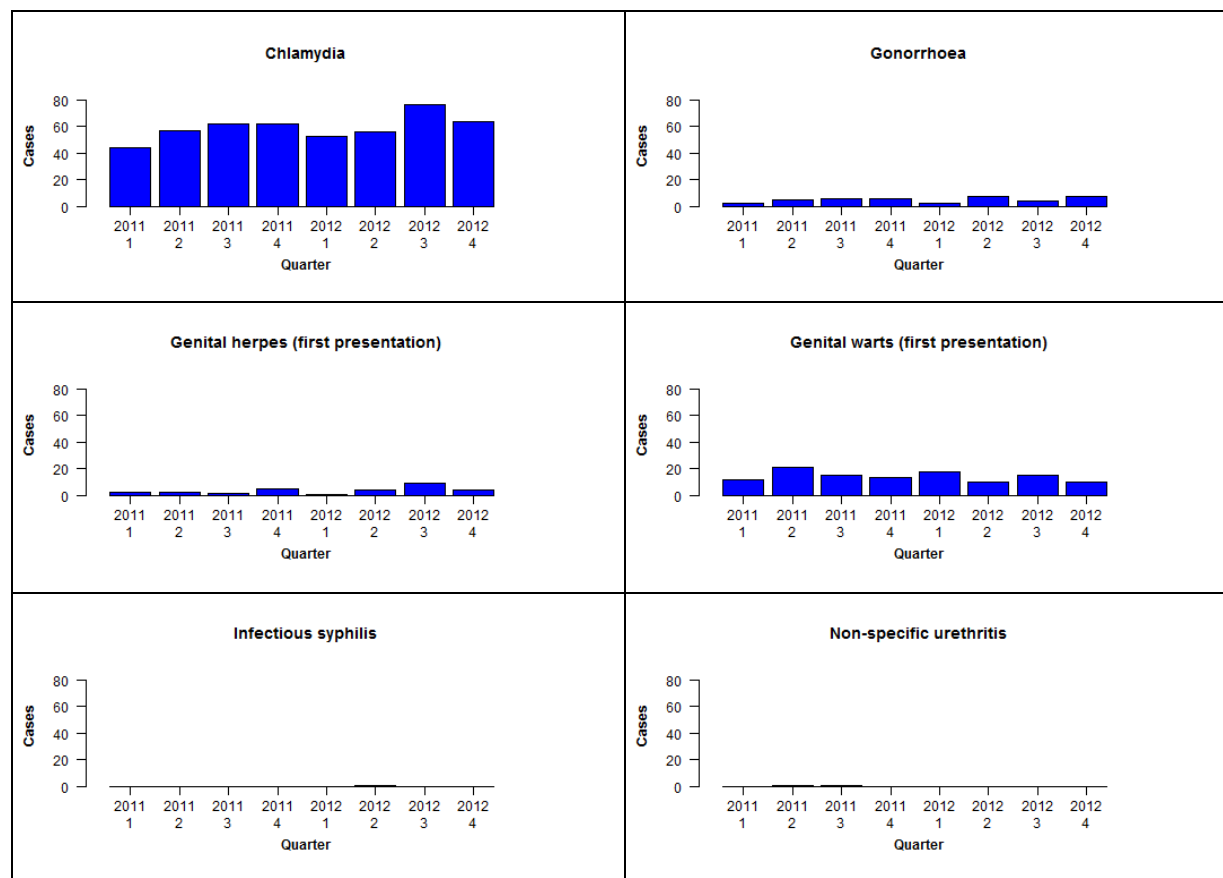 Chlamydia
80
60
40
20
0
Cases
2011 2011 2011 2011 2012 2012 2012 2012
1 2 3 4 1 2 3 4
Quarter
Gonorrhoea
80
60
40
20
0
Cases
2011 2011 2011 2011 2012 2012 2012 2012
1 2 3 4 1 2 3 4
Quarter
Genital herpes (first presentation)
80
60
40
20
0
Cases
2011 2011 2011 2011 2012 2012 2012 2012
1 2 3 4 1 2 3 4
Quarter
Genital warts (first presentation)
80
60
40
20
0
Cases
2011 2011 2011 2011 2012 2012 2012 2012
1 2 3 4 1 2 3 4
Quarter
Infectious syphilis
80
60
40
20
0
Cases
2011 2011 2011 2011 2012 2012 2012 2012
1 2 3 4 1 2 3 4
Quarter
Non-specific urethritis
80
60
40
20
0
Cases
2011 2011 2011 2011 2012 2012 2012 2012
1 2 3 4 1 2 3 4
Quarter